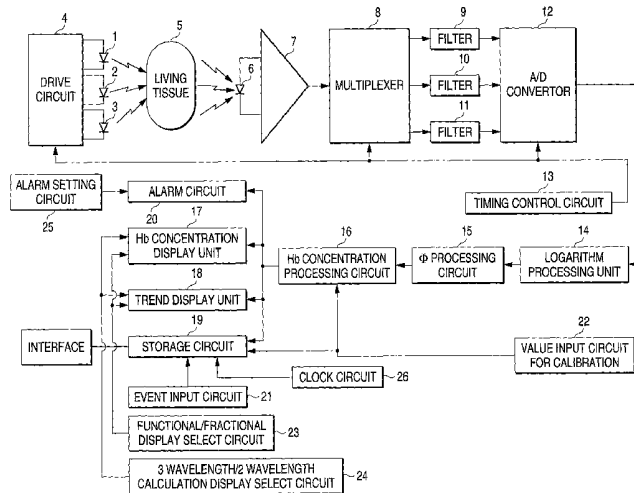 4
DRIVE
CIRCUIT
1
2
3
5
LIVING
TISSUE
6
7
8
MULTIPLEXER
9
FILTER
10
FILTER
11
FILTER
12
A/D
CONVERTOR
13
TIMING CONTROL CIRCUIT
ALARM SETTING
CIRCUIT
25
ALARM CIRCUIT
20
17
Hb CONCENTRATION
DISPLAY UNIT
18
TREND DISPLAY UNIT
19
STORAGE CIRCUIT
INTERFACE
16
Hb CONCENTRATION
PROCESSING CIRCUIT
15
Φ PROCESSING
CIRCUIT
14
LOGARITHM
PROCESSING UNIT
22
VALUE INPUT CIRCUIT
FOR CALIBRATION
CLOCK CIRCUIT
26
EVENT INPUT CIRCUIT
21
FUNCTIONAL/FRACTIONAL
DISPLAY SELECT CIRCUIT
23
3 WAVELENGTH/2 WAVELENGTH
CALCULATION DISPLAY SELECT CIRCUIT
24